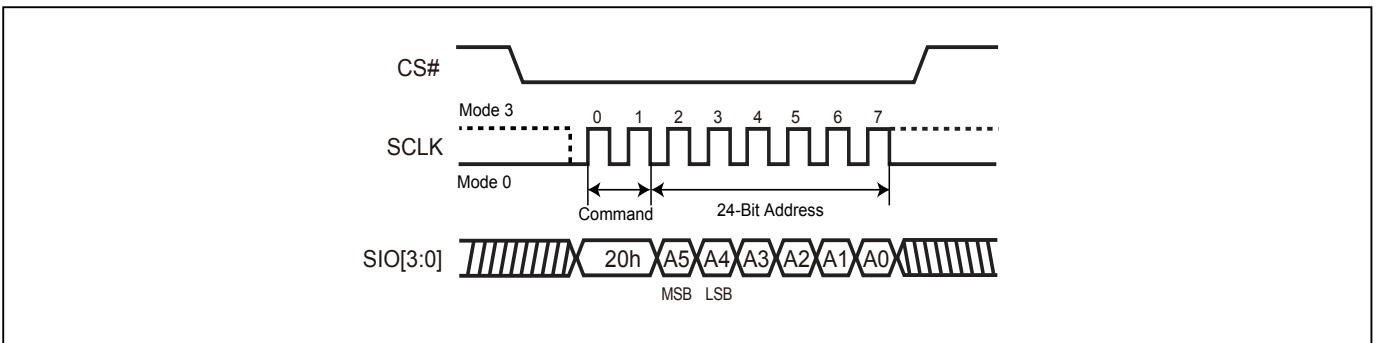 CS#
Mode 3
0 1 2 3 4 5 6 7
SCLK
Mode 0
Command
24-Bit Address
SIO[3:0]
20h A5 A4 A3 A2 A1 A0
MSB LSB